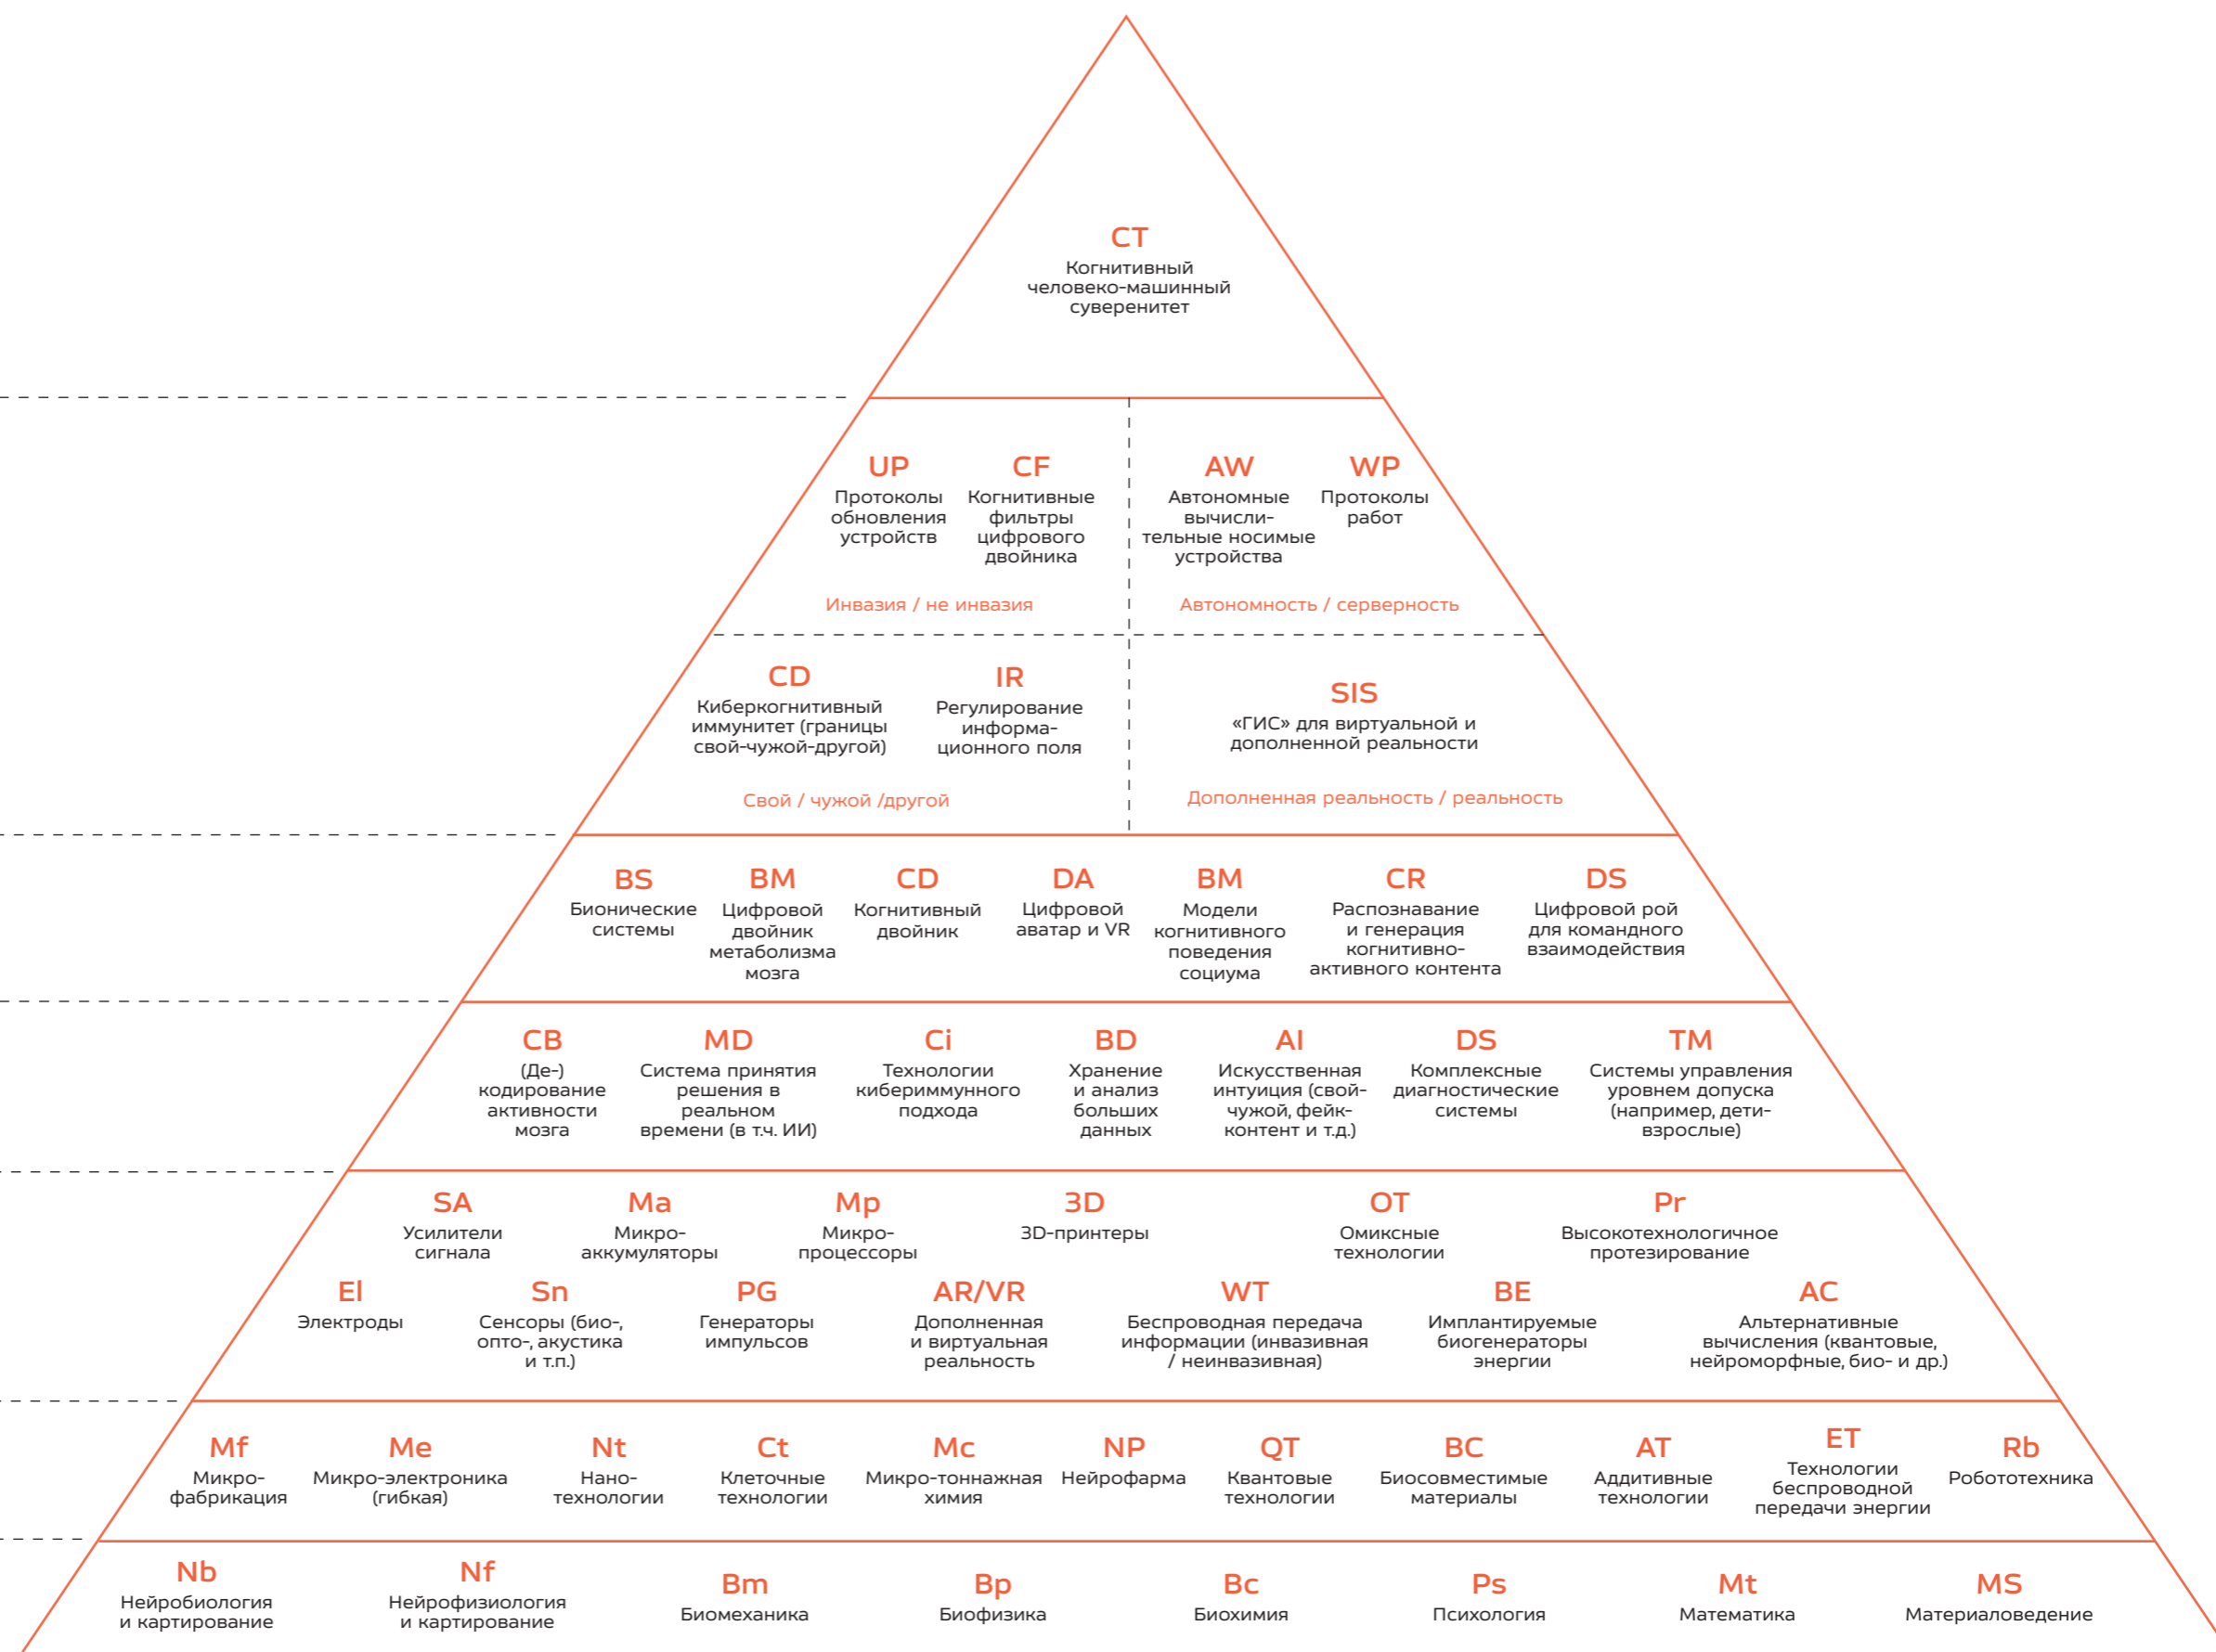 CT
Когнитивный
человеко-машинный
суверенитет
UP
Протоколы
обновления
устройств
CF
Когнитивные
фильтры
цифрового
двойника
Инвазия / не инвазия
AW
Автономные
вычисли-
тельные носимые
устройства
WP
Протоколы
работ
Автономность / серверность
CD
Киберкогнитивный
иммунитет (границы
свой-чужой-другой)
IR
Регулирование
информа-
ционного поля
Свой / чужой /другой
SIS
«ГИС» для виртуальной и
дополненной реальности
Дополненная реальность / реальность
BS
Бионические
системы
BM
Цифровой
двойник
метаболизма
мозга
CD
Когнитивный
двойник
DA
Цифровой
аватар и VR
BM
Модели
когнитивного
поведения
социума
CR
Распознавание
и генерация
когнитивно-
активного контента
DS
Цифровой рой
для командного
взаимодействия
CB
(Де-)
кодирование
активности
мозга
MD
Система принятия
решения в
реальном
времени (в т.ч. ИИ)
Ci
Технологии
кибериммунного
подхода
BD
Хранение
и анализ
больших
данных
AI
Искусственная
интуиция (свой-
чужой, фейк-
контент и т.д.)
DS
Комплексные
диагностические
системы
TM
Системы управления
уровнем допуска
(например, дети-
взрослые)
SA
Усилители
сигнала
Ma
Микро-
аккумуляторы
Mp
Микро-
процессоры
3D
3D-принтеры
OT
Омиксные
технологии
Pr
Высокотехнологичное
протезирование
El
Электроды
Sn
Сенсоры (био-,
опто-, акустика
и т.п.)
PG
Генераторы
импульсов
AR/VR
Дополненная
и виртуальная
реальность
WT
Беспроводная передача
информации (инвазивная
/ неинвазивная)
BE
Имплантируемые
биогенераторы
энергии
AC
Альтернативные
вычисления (квантовые,
нейроморфные, био- и др.)
Mf
Микро-
фабрикация
Me
Микро-электроника
(гибкая)
Nt
Нано-
технологии
Ct
Клеточные
технологии
Mc
Микро-тоннажная
химия
NP
Нейрофарма
QT
Квантовые
технологии
BC
Биосовместимые
материалы
AT
Аддитивные
технологии
ET
Технологии
беспроводной
передачи энергии
Rb
Робототехника
Nb
Нейробиология
и картирование
Nf
Нейрофизиология
и картирование
Bm
Биомеханика
Bp
Биофизика
Bc
Биохимия
Ps
Психология
Mt
Математика
MS
Материаловедение